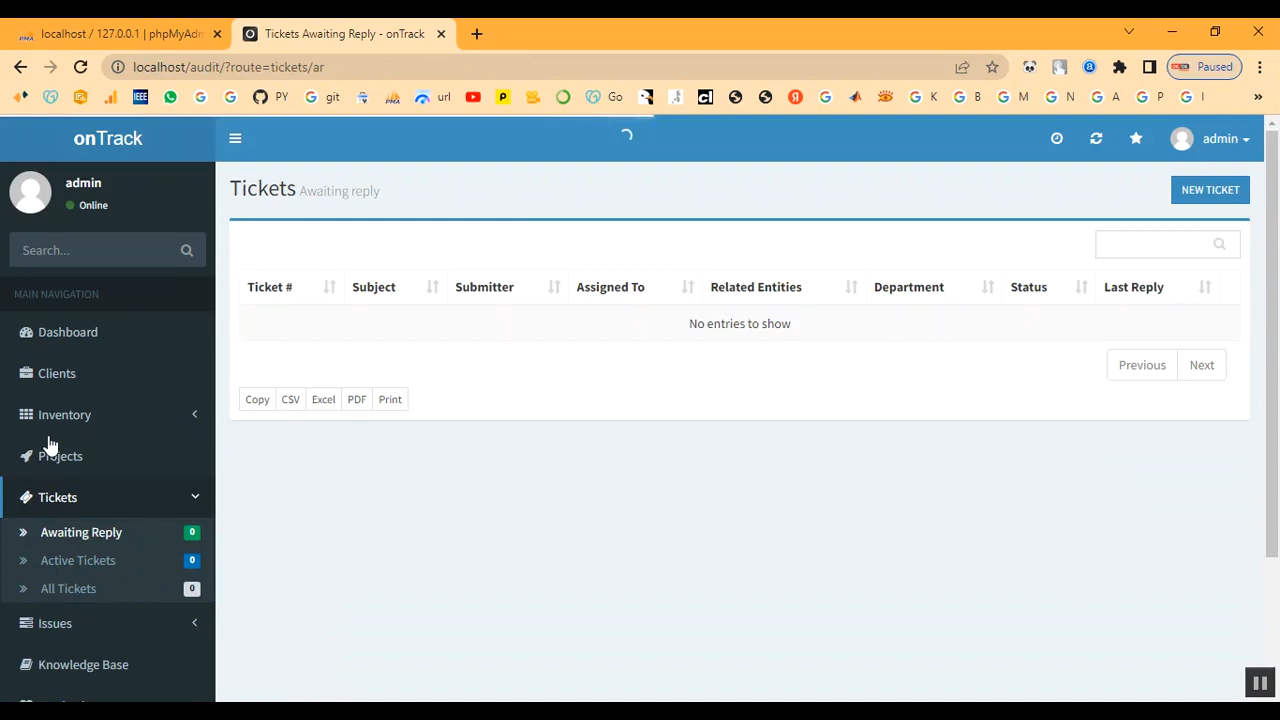 localhost / 127.0.0.1 | phpMyAdn
Tickets Awaiting Reply - onTrack
localhost/audit/?route=tickets/ar
Paused
IEEE PY git PMA url Go K B M N A P I »
onTrack
admin
admin
Online
Tickets Awaiting reply
NEW TICKET
Search...
MAIN NAVIGATION
Ticket # Subject Submitter Assigned To Related Entities Department Status Last Reply
No entries to show
Dashboard
Previous Next
Clients
Copy CSV Excel PDF Print
Inventory
Projects
Tickets
Awaiting Reply 0
Active Tickets 0
All Tickets 0
Issues
Knowledge Base